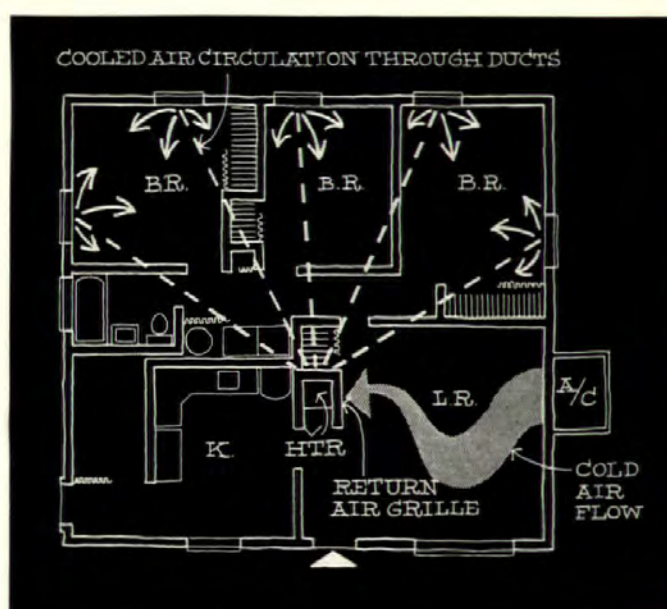 COOLED AIR CIRCULATION THROUGH DUCTS
B.R.
B.R.
B.R.
L.R.
A/C
K.
HTR
RETURN
AIR GRILLE
COLD
AIR
FLOW